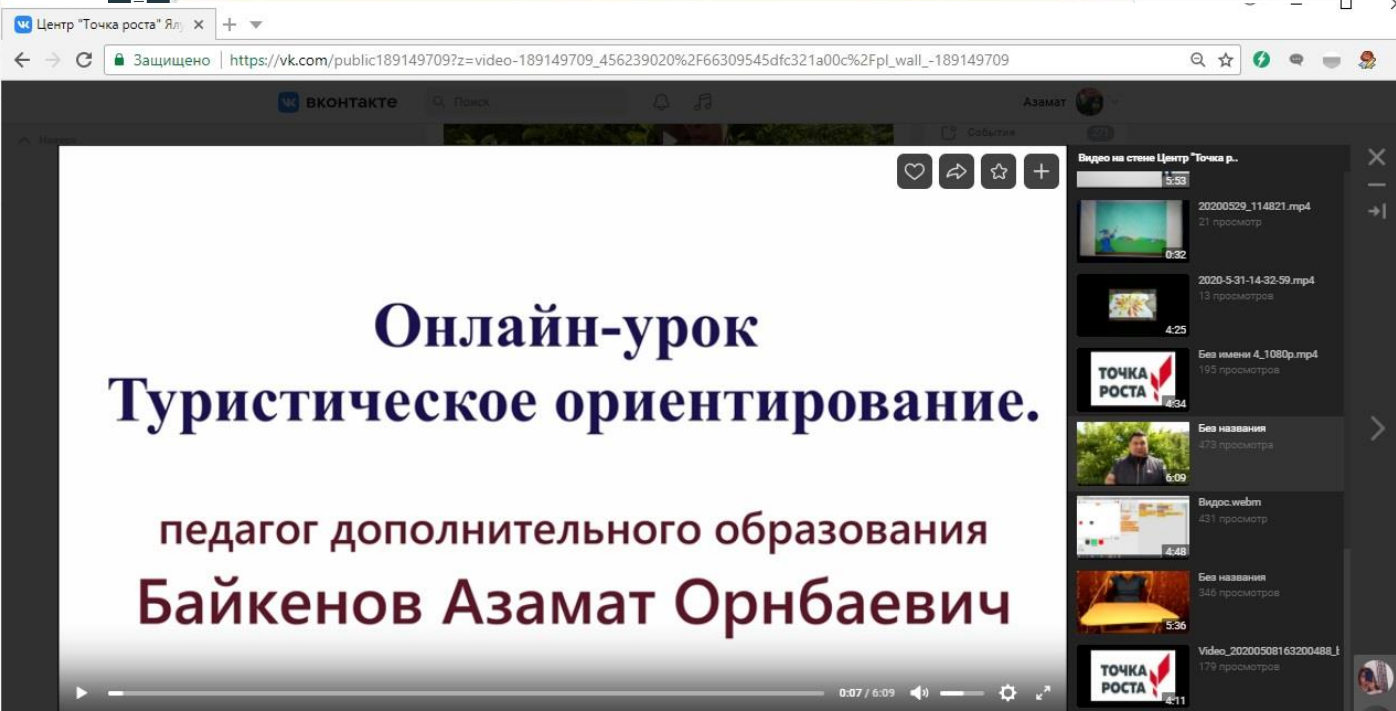 Центр "Точка роста" Ял
Защищено
https://vk.com/public189149709?z=video-189149709_456239020%2F66309545dfc321a00c%2Fpl_wall_-189149709
вконтакте
Поиск
Азамат
События
Видео на стене Центр "Точка р..
5:53
20200529_114821.mp4
21 просмотр
0:32
2020-5-31-14-32-59.mp4
13 просмотров
4:25
Без имени 4_1080p.mp4
195 просмотров
ТОЧКА
РОСТА
4:34
Без названия
473 просмотра
6:09
Видос.webm
431 просмотр
4:48
Без названия
346 просмотров
5:36
Video_20200508163200488_
179 просмотров
ТОЧКА
РОСТА
4:11
Онлайн-урок
Туристическое ориентирование.
педагог дополнительного образования
Байкенов Азамат Орнбаевич
0:07 / 6:09